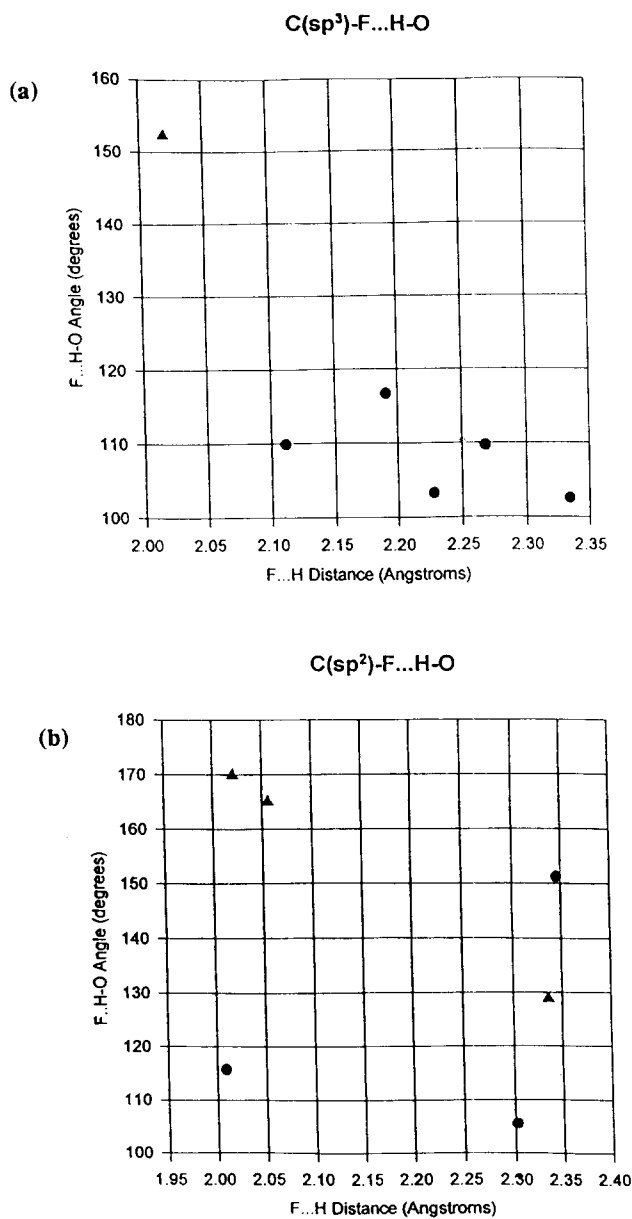 C(sp³)-F...H-O
(a)
F...H-O Angle (degrees)
160
150
140
130
120
110
100
2.00 2.05 2.10 2.15 2.20 2.25 2.30 2.35
F...H Distance (Angstroms)
C(sp²)-F...H-O
(b)
F...H-O Angle (degrees)
180
170
160
150
140
130
120
110
100
1.95 2.00 2.05 2.10 2.15 2.20 2.25 2.30 2.35 2.40
F...H Distance (Angstroms)